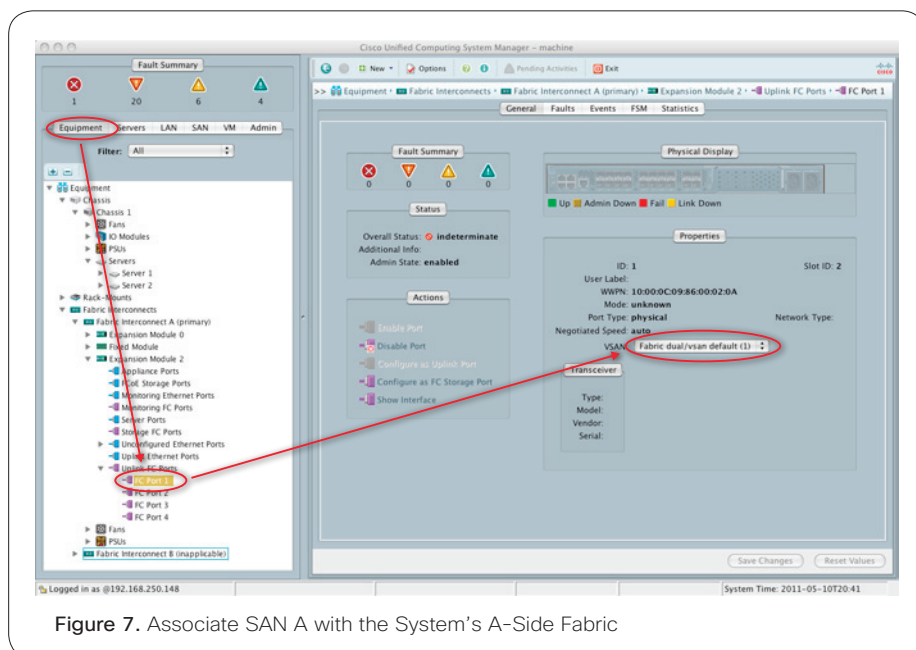 Cisco Unified Computing System Manager - machine
Fault Summary
1 20 6 4
Equipment Servers LAN SAN VM Admin
Filter: All
Equipment
Chassis
Chassis 1
Fans
IO Modules
PSUs
Servers
Server 1
Server 2
Rack-Mounts
Fabric Interconnects
Fabric Interconnect A (primary)
Expansion Module 0
Fixed Module
Expansion Module 2
Appliance Ports
FCoE Storage Ports
Monitoring Ethernet Ports
Monitoring FC Ports
Server Ports
Storage FC Ports
Unconfigured Ethernet Ports
Uplink Ethernet Ports
Uplink FC Ports
FC Port 1
FC Port 2
FC Port 3
FC Port 4
Fans
PSUs
Fabric Interconnect B (inapplicable)
New Options Pending Activities Exit
CISCO
>> Equipment Fabric Interconnects Fabric Interconnect A (primary) Expansion Module 2 Uplink FC Ports FC Port 1
General Faults Events FSM Statistics
Fault Summary
0 0 0 0
Status
Overall Status: indeterminate
Additional Info:
Admin State: enabled
Actions
Enable Port
Disable Port
Configure as Uplink Port
Configure as FC Storage Port
Show Interface
Physical Display
Up Admin Down Fail Link Down
Properties
ID: 1 Slot ID: 2
User Label:
WWPN: 10:00:0C:09:86:00:02:0A
Mode: unknown
Port Type: physical Network Type:
Negotiated Speed: auto
VSAN: Fabric dual/vsan default (1)
Transceiver
Type:
Model:
Vendor:
Serial:
Save Changes Reset Values
Logged in as @192.168.250.148 System Time: 2011-05-10T20:41
Figure 7. Associate SAN A with the System's A-Side Fabric